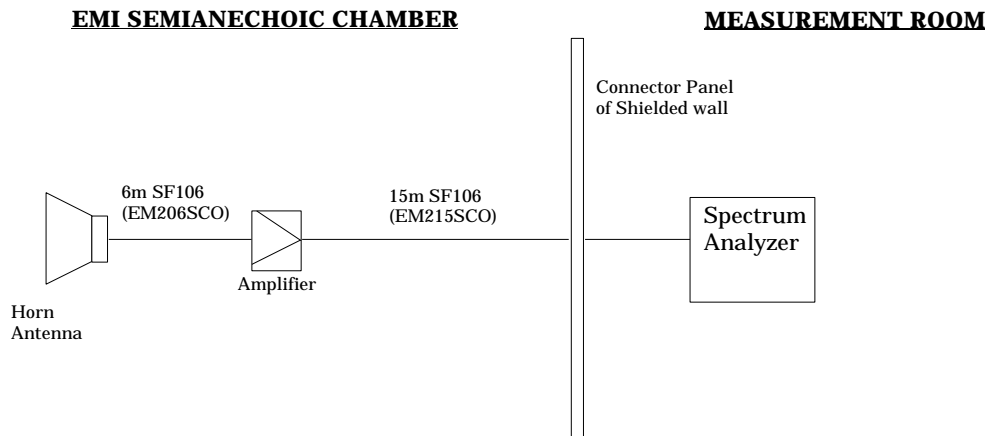 EMI SEMIANECHOIC CHAMBER
MEASUREMENT ROOM
Connector Panel
of Shielded wall
6m SF106
(EM206SCO)
15m SF106
(EM215SCO)
Spectrum
Analyzer
Amplifier
Horn
Antenna